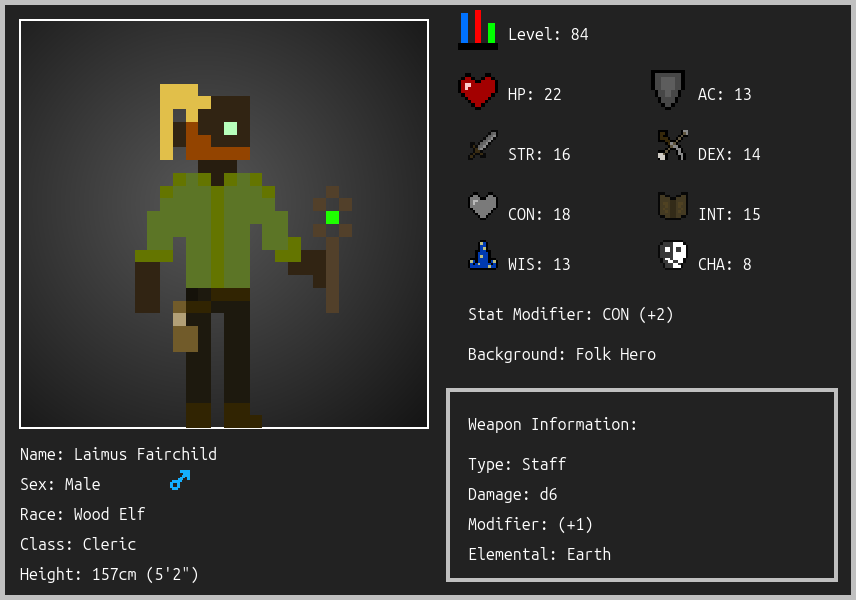 Level: 84
HP: 22
AC: 13
STR: 16
DEX: 14
CON: 18
INT: 15
WIS: 13
CHA: 8
Stat Modifier: CON (+2)
Background: Folk Hero
Weapon Information:
Type: Staff
Damage: d6
Modifier: (+1)
Elemental: Earth
Name: Laimus Fairchild
Sex: Male
Race: Wood Elf
Class: Cleric
Height: 157cm (5'2")